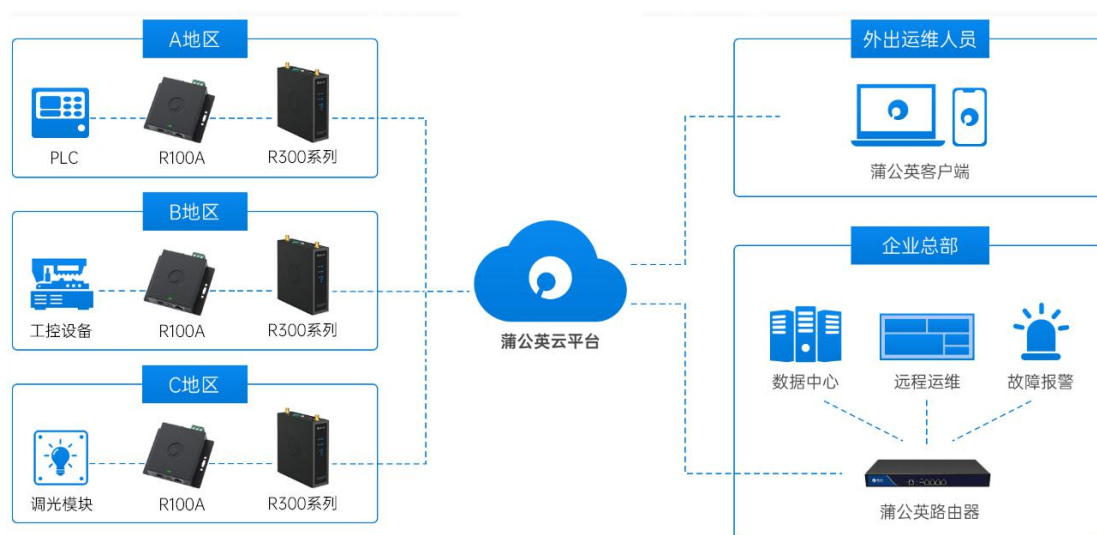 A地区
PLC
R100A
R300系列
B地区
工控设备
R100A
R300系列
C地区
调光模块
R100A
R300系列
蒲公英云平台
外出运维人员
蒲公英客户端
企业总部
数据中心
远程运维
故障报警
蒲公英路由器